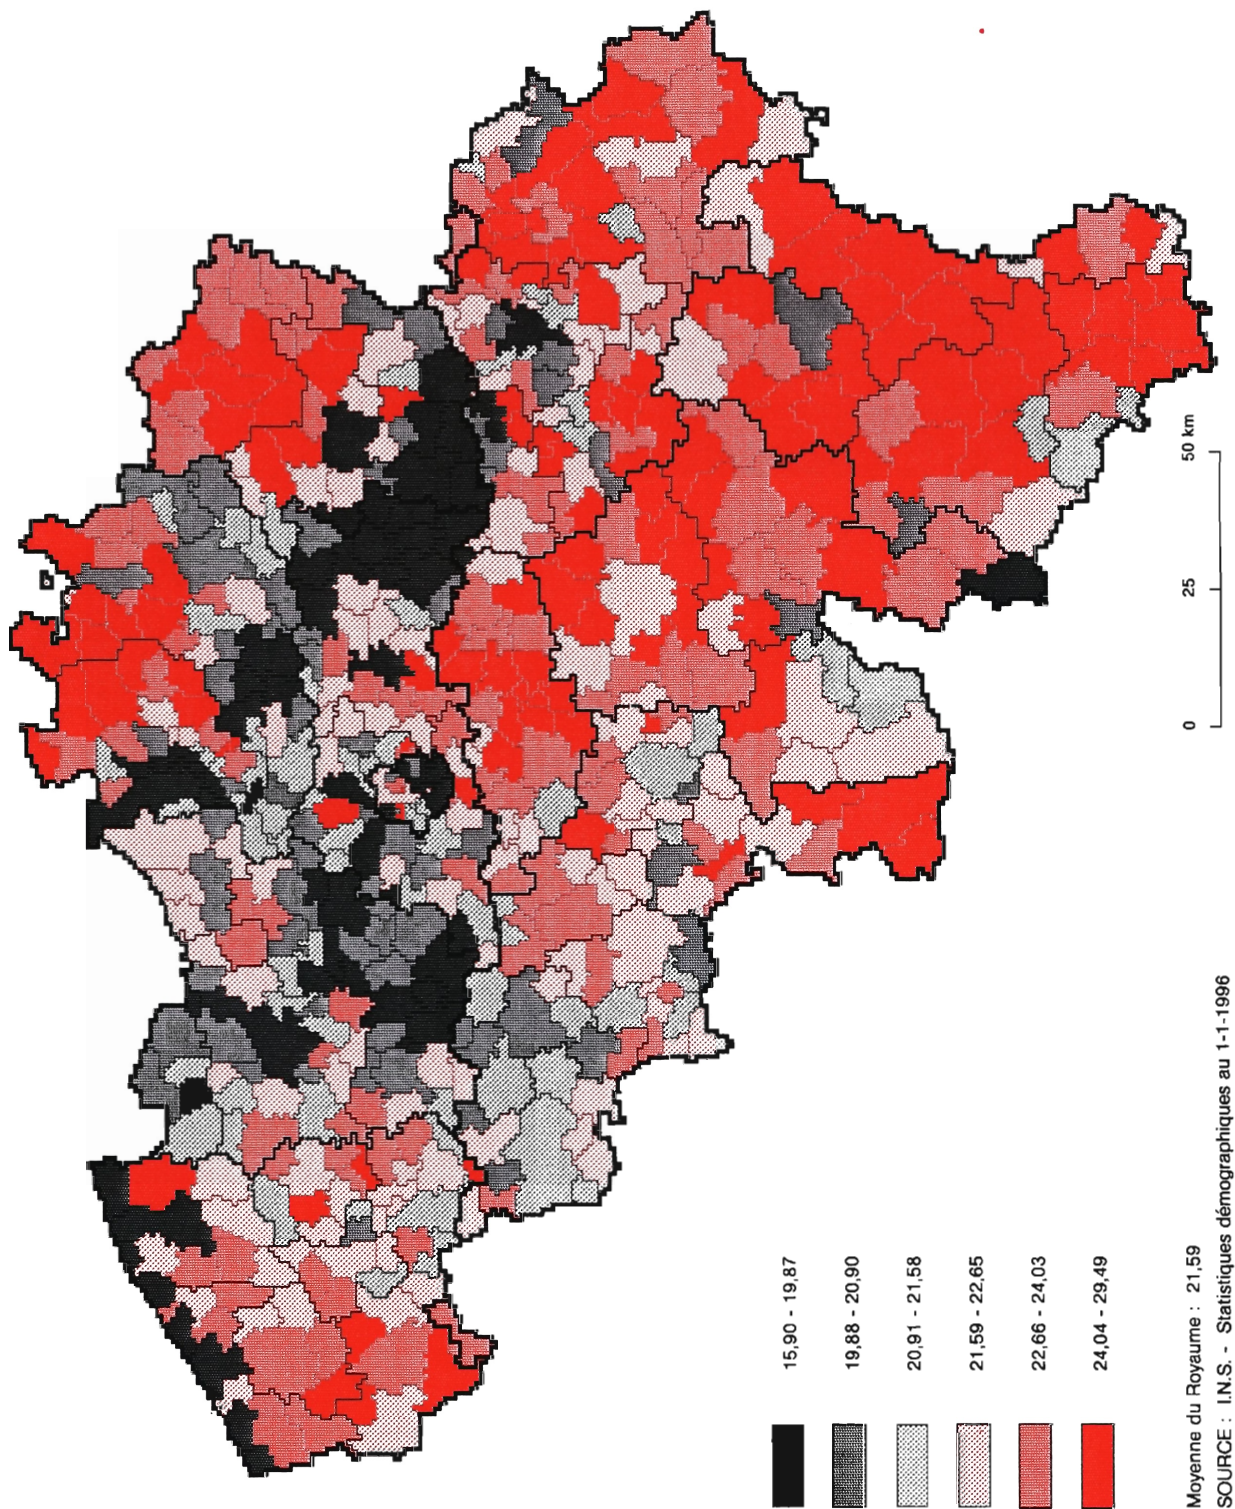 15,90 - 19,87
19,88 - 20,90
20,91 - 21,58
21,59 - 22,65
22,66 - 24,03
24,04 - 29,49
0 25 50 km
Moyenne du Royaume : 21,59
SOURCE : I.N.S. - Statistiques démographiques au 1-1-1996